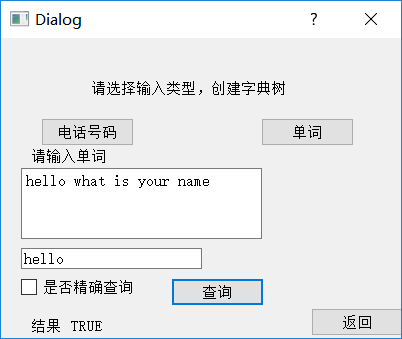 Dialog
请选择输入类型，创建字典树
电话号码 单词
请输入单词
hello what is your name
hello
是否精确查询 查询
结果 TRUE
返回